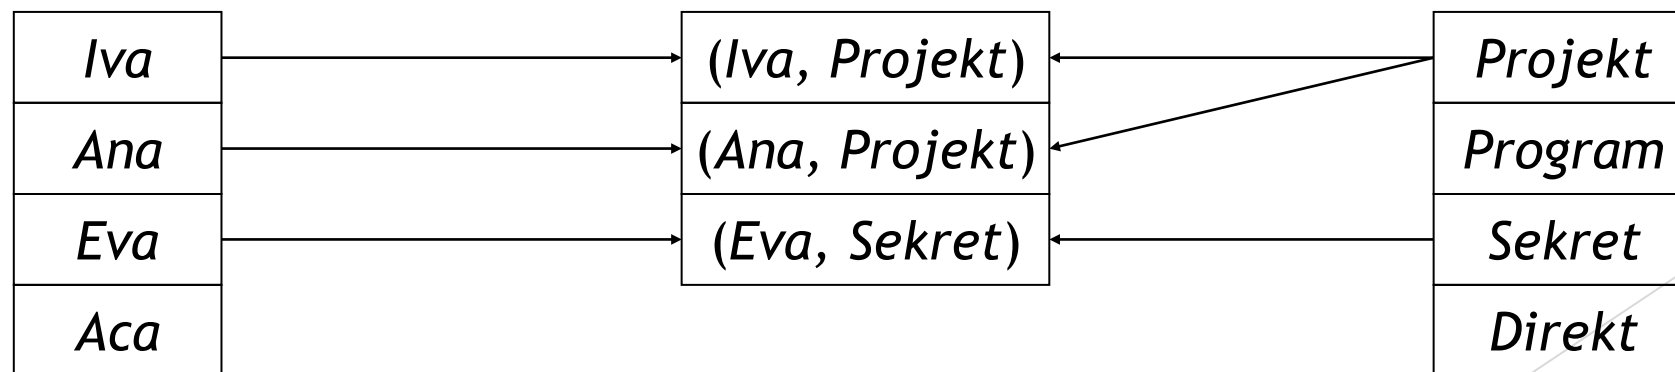 Iva (Iva, Projekt) Projekt
Ana (Ana, Projekt) Program
Eva (Eva, Sekret) Sekret
Aca Direkt